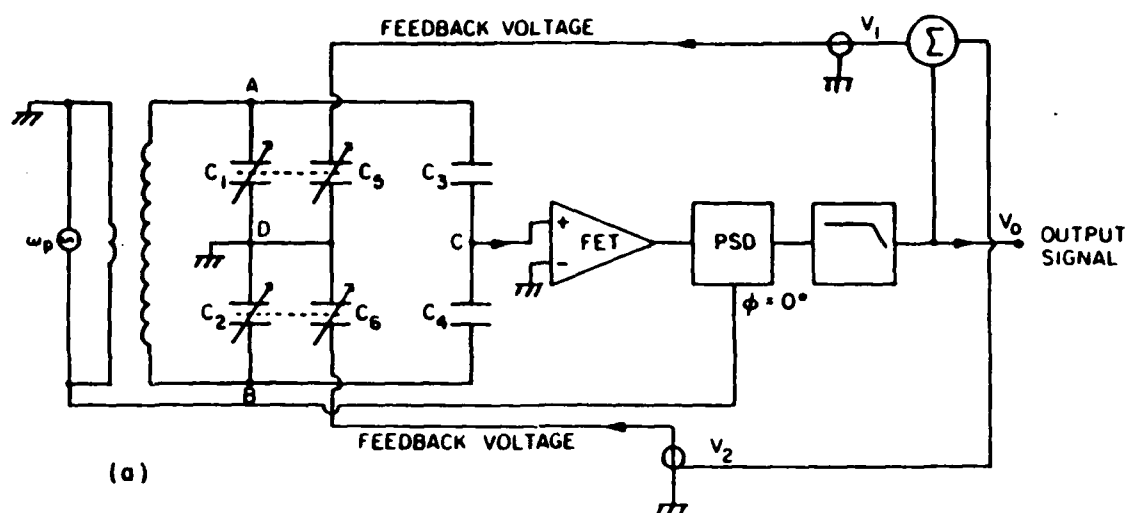 FEEDBACK VOLTAGE
V1
Σ
A
C1
C5
C3
ωp
D
C
+
FET
-
PSD
V0
OUTPUT
SIGNAL
C2
C6
C4
φ = 0°
B
FEEDBACK VOLTAGE
V2
(a)